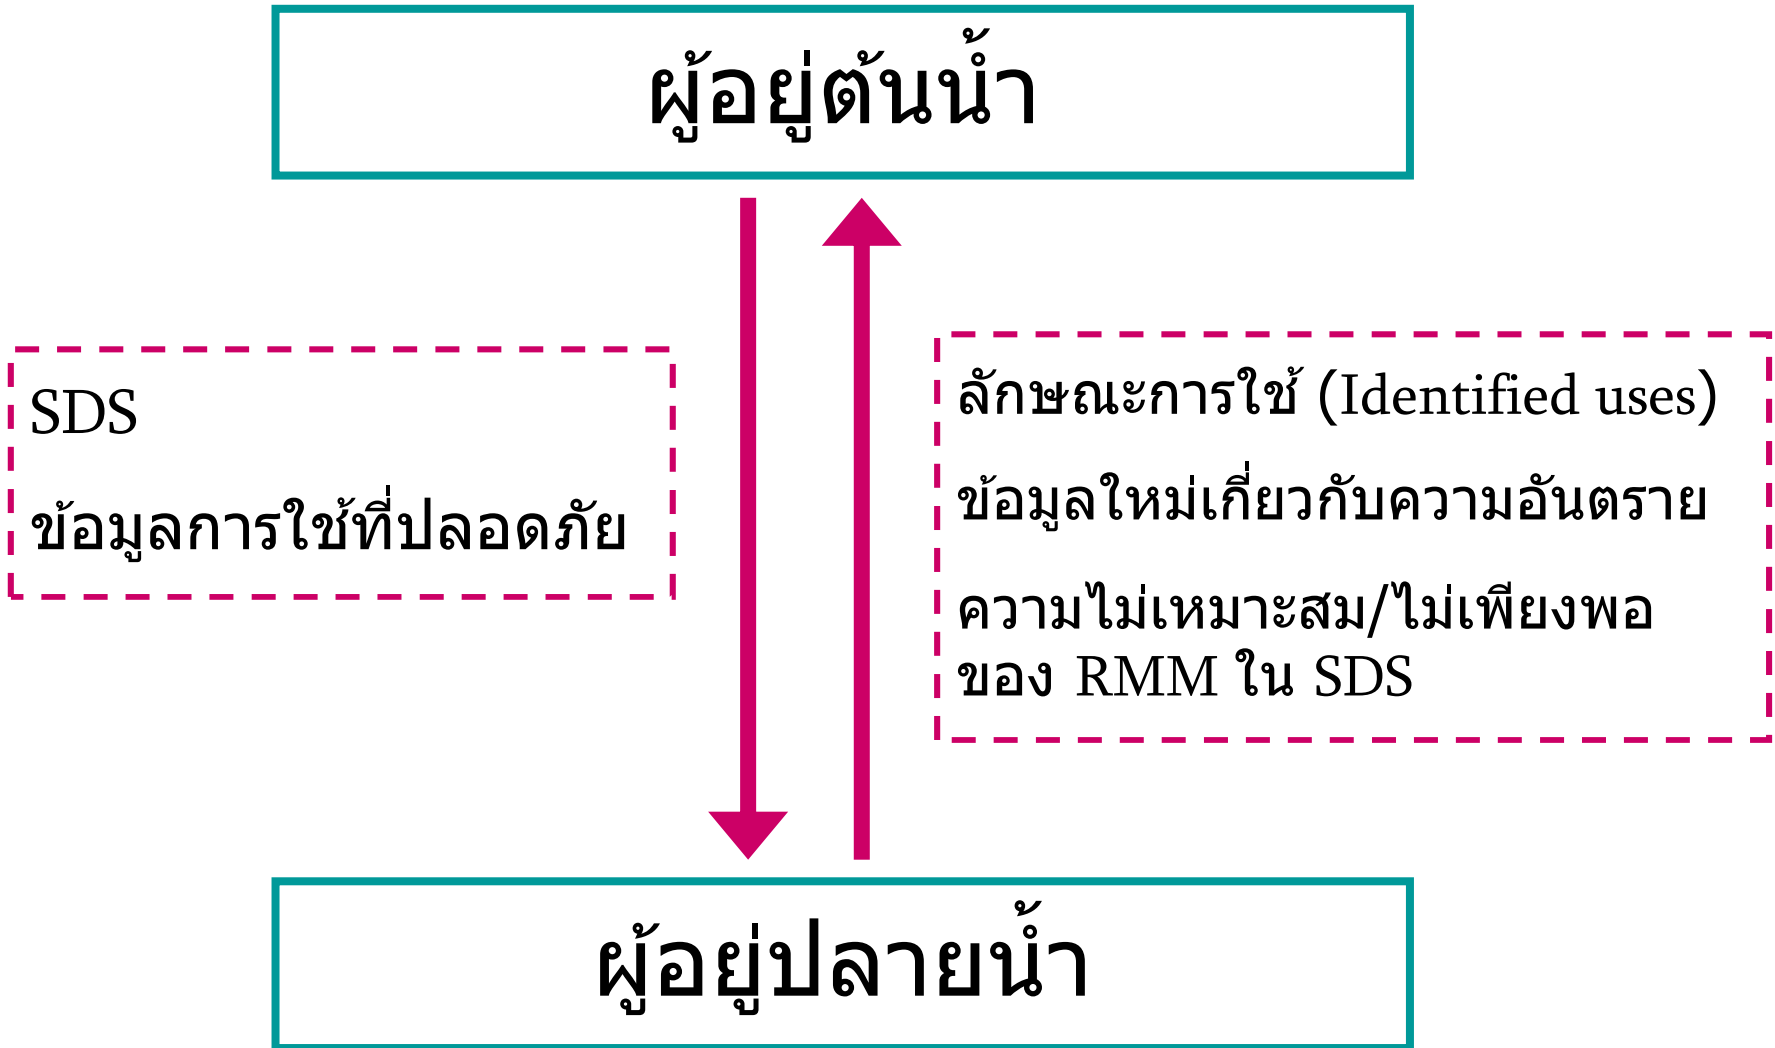 ผู้อยู่ต้นน้ำ
SDS
ข้อมูลการใช้ที่ปลอดภัย
ลักษณะการใช้ (Identified uses)
ข้อมูลใหม่เกี่ยวกับความอันตราย
ความไม่เหมาะสม/ไม่เพียงพอ
ของ RMM ใน SDS
ผู้อยู่ปลายน้ำ